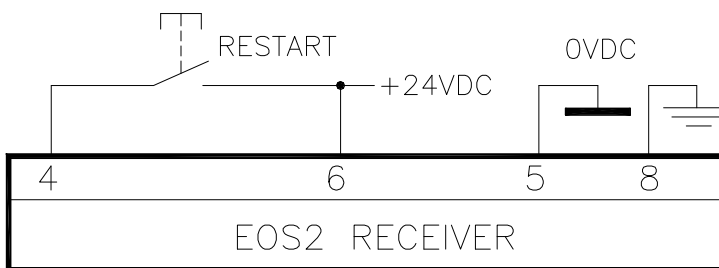 RESTART
0VDC
+24VDC
4 6 5 8
EOS2 RECEIVER